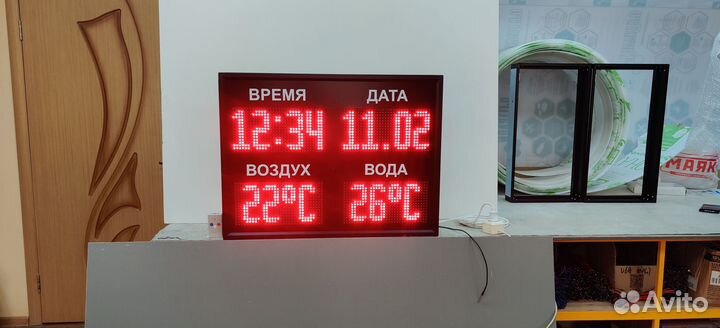 ВРЕМЯ ДАТА
12:34 11.02
ВОЗДУХ ВОДА
22°C 26°C
МАЯК
Avito